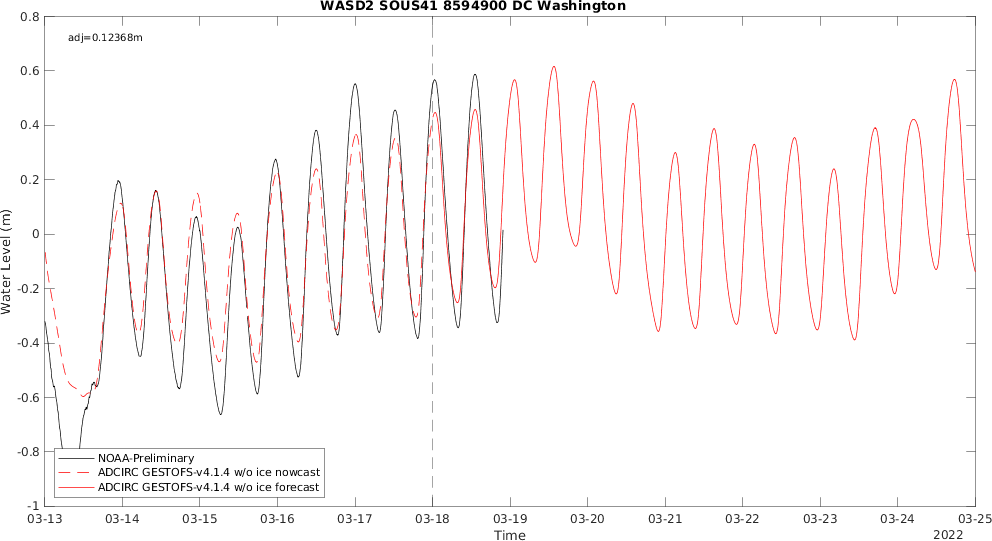 WASD2 SOUS41 8594900 DC Washington
adj=0.12368m
0.8
0.6
0.4
0.2
0
-0.2
-0.4
-0.6
-0.8
-1
Water Level (m)
NOAA-Preliminary
ADCIRC GESTOFS-v4.1.4 w/o ice nowcast
ADCIRC GESTOFS-v4.1.4 w/o ice forecast
03-13 03-14 03-15 03-16 03-17 03-18 03-19 03-20 03-21 03-22 03-23 03-24 03-25
Time
2022